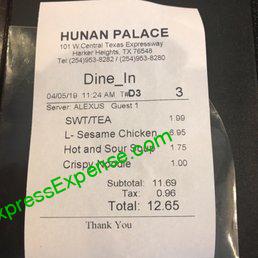 HUNAN PALACE
101 W.Central Texas Expressway
Harker Heights, TX 76548
Tel:(254)953-8282 / (254)953-8280
Dine_In
04/05/19 11:24 AM T#D3 3
Server: ALEXUS Guest 1
SWT/TEA 1.99
L- Sesame Chicken 6.95
Hot and Sour Soup 1.75
Crispy Noodle 1.00
Subtotal: 11.69
Tax: 0.96
Total: 12.65
Thank You
xpressExpense.com